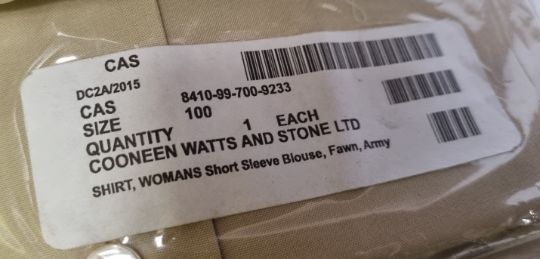 CAS
DC2A/2015
CAS 8410-99-700-9233
SIZE 100
QUANTITY 1 EACH
COONEEN WATTS AND STONE LTD
SHIRT, WOMANS Short Sleeve Blouse, Fawn, Army